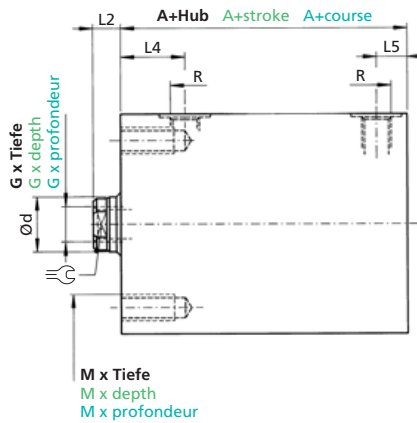 L2 A+Hub A+stroke A+course
L4 L5
R R
G x Tiefe
G x depth
G x profondeur
Ød
M x Tiefe
M x depth
M x profondeur